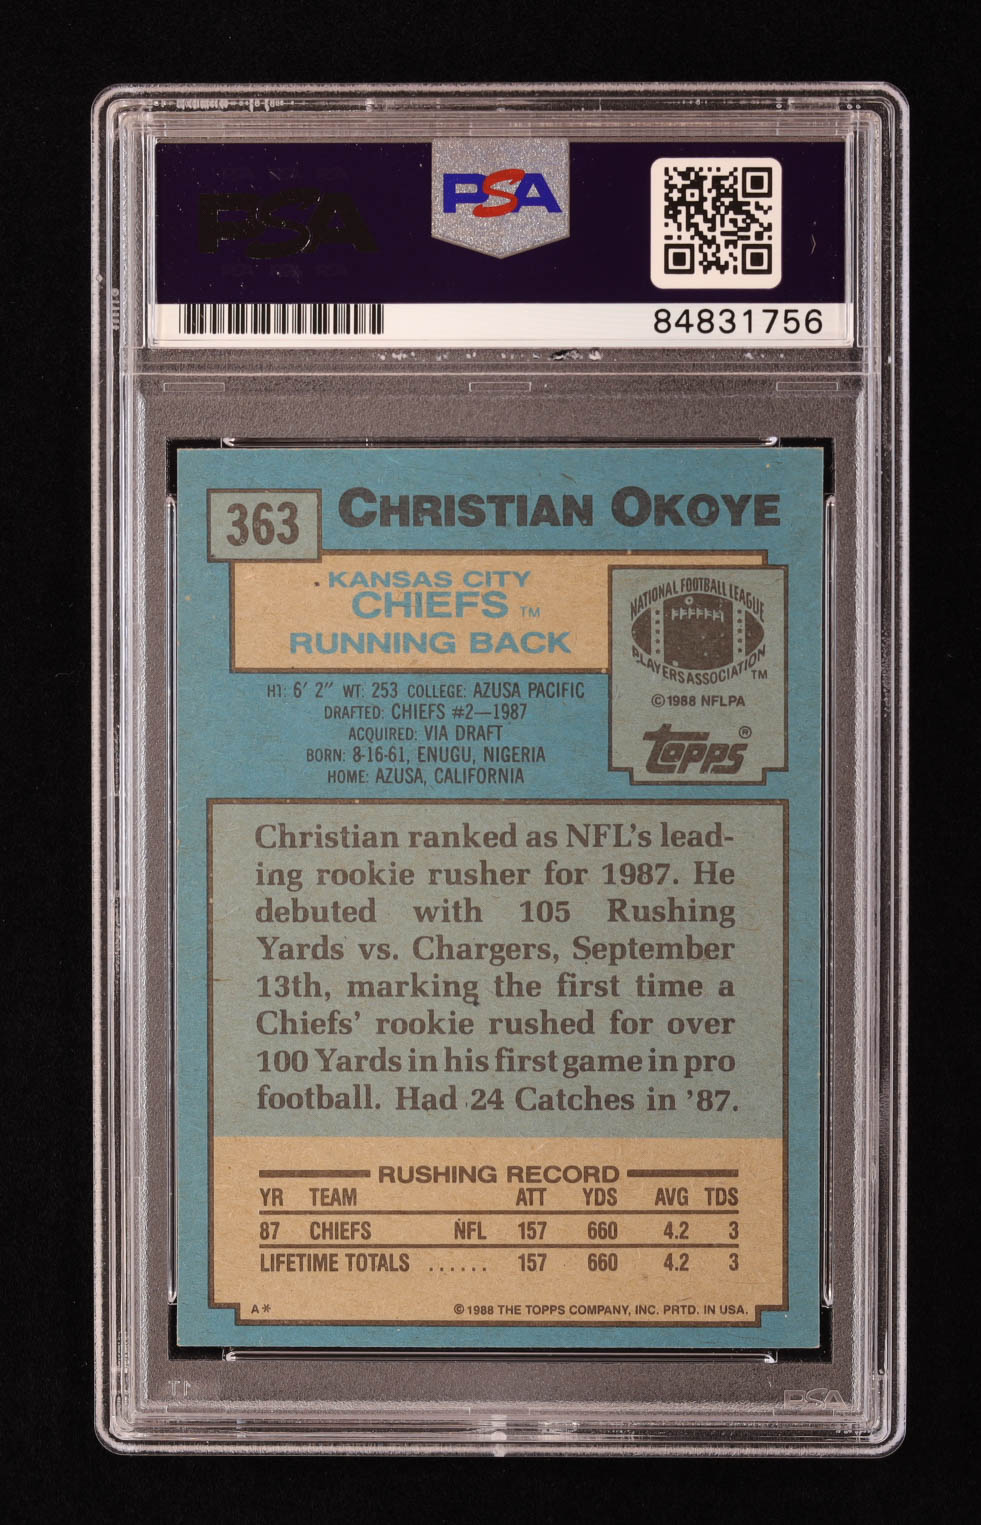 PSA
PSA
84831756
363
CHRISTIAN OKOYE
KANSAS CITY
CHIEFS TM
RUNNING BACK
NATIONAL FOOTBALL LEAGUE
PLAYERS ASSOCIATION TM
©1988 NFLPA
topps®
HT: 6' 2" WT: 253 COLLEGE: AZUSA PACIFIC
DRAFTED: CHIEFS #2—1987
ACQUIRED: VIA DRAFT
BORN: 8-16-61, ENUGU, NIGERIA
HOME: AZUSA, CALIFORNIA
Christian ranked as NFL's lead-
ing rookie rusher for 1987. He
debuted with 105 Rushing
Yards vs. Chargers, September
13th, marking the first time a
Chiefs' rookie rushed for over
100 Yards in his first game in pro
football. Had 24 Catches in '87.
RUSHING RECORD
YR TEAM ATT YDS AVG TDS
87 CHIEFS NFL 157 660 4.2 3
LIFETIME TOTALS ...... 157 660 4.2 3
A* ©1988 THE TOPPS COMPANY, INC. PRTD. IN USA.
PSA